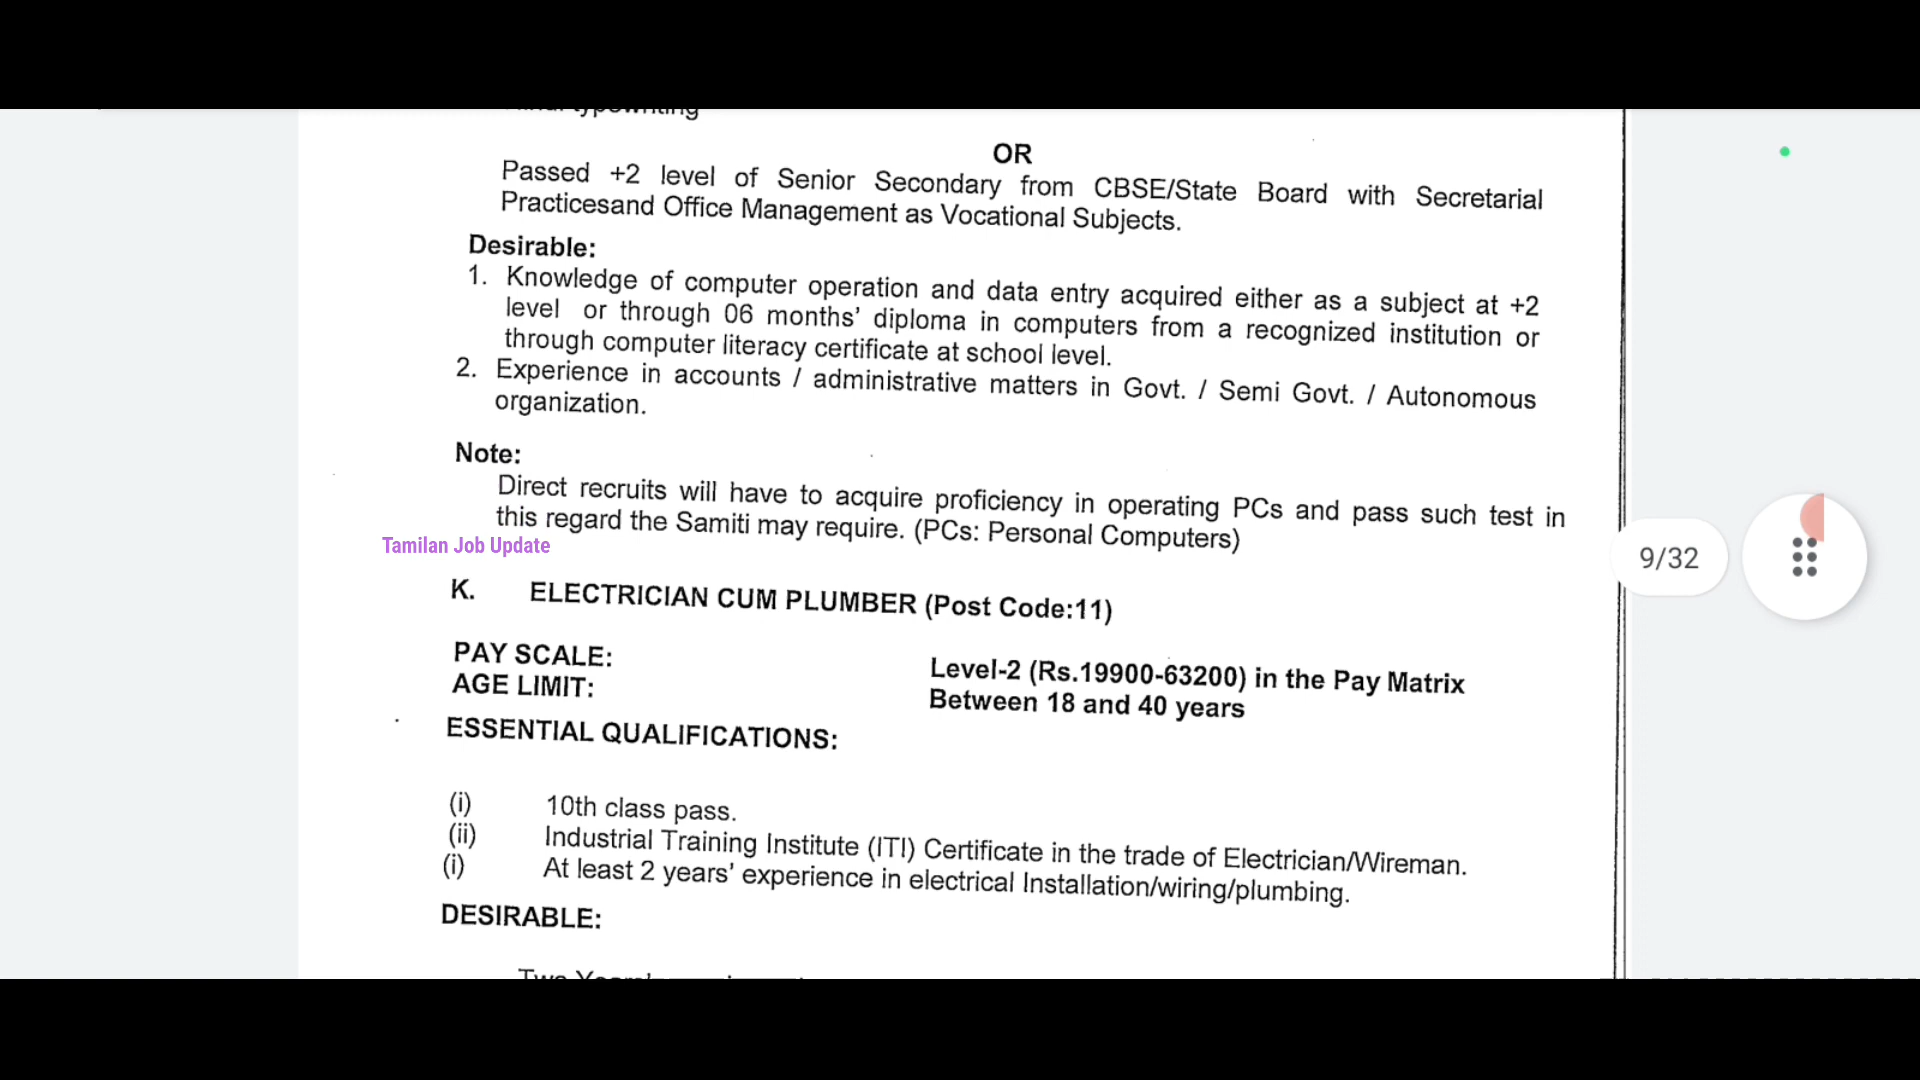 typewriting
OR
Passed +2 level of Senior Secondary from CBSE/State Board with Secretarial
Practicesand Office Management as Vocational Subjects.
Desirable:
1. Knowledge of computer operation and data entry acquired either as a subject at +2
level or through 06 months' diploma in computers from a recognized institution or
through computer literacy certificate at school level.
2. Experience in accounts / administrative matters in Govt. / Semi Govt. / Autonomous
organization.
Note:
Direct recruits will have to acquire proficiency in operating PCs and pass such test in
this regard the Samiti may require. (PCs: Personal Computers)
Tamilan Job Update
9/32
K. ELECTRICIAN CUM PLUMBER (Post Code:11)
PAY SCALE: Level-2 (Rs.19900-63200) in the Pay Matrix
AGE LIMIT: Between 18 and 40 years
ESSENTIAL QUALIFICATIONS:
(i) 10th class pass.
(ii) Industrial Training Institute (ITI) Certificate in the trade of Electrician/Wireman.
(i) At least 2 years' experience in electrical Installation/wiring/plumbing.
DESIRABLE: